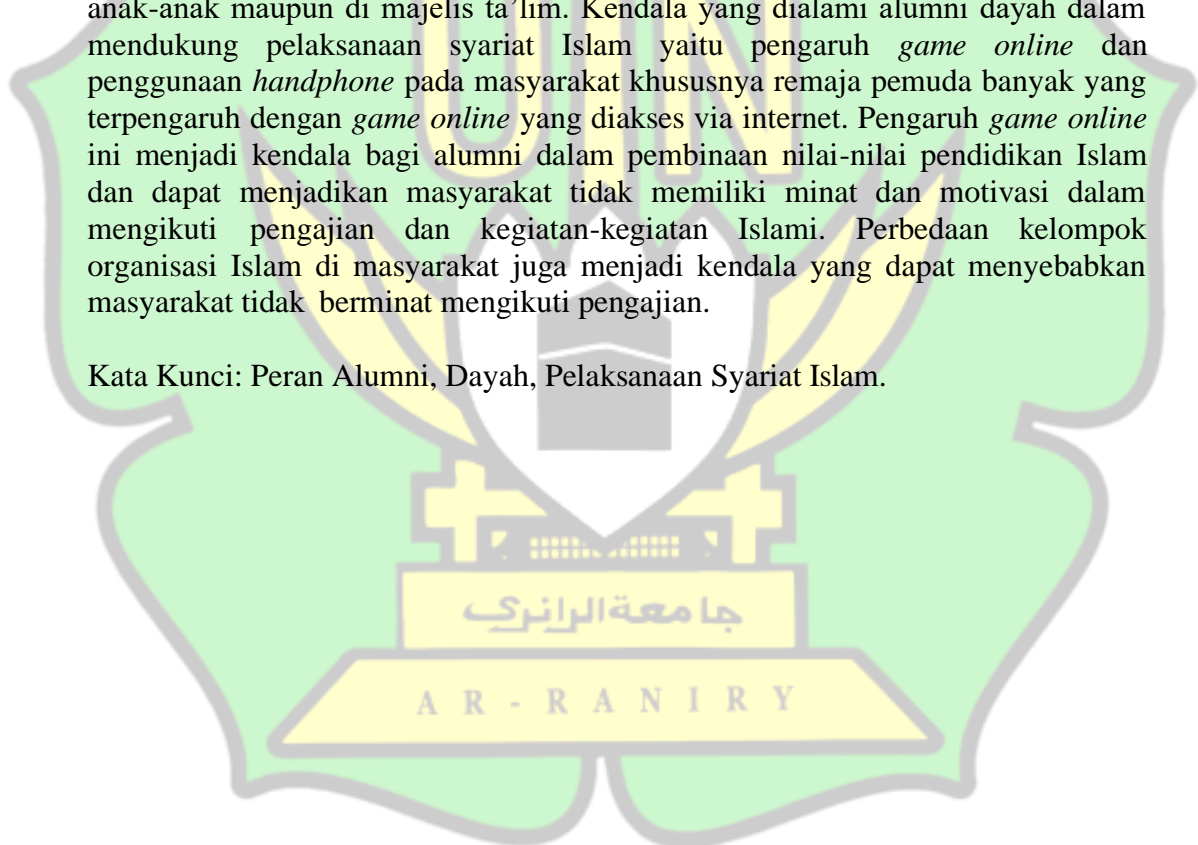 anak-anak maupun di majelis ta’lim. Kendala yang dialami alumni dayah dalam
mendukung pelaksanaan syariat Islam yaitu pengaruh game online dan
penggunaan handphone pada masyarakat khususnya remaja pemuda banyak yang
terpengaruh dengan game online yang diakses via internet. Pengaruh game online
ini menjadi kendala bagi alumni dalam pembinaan nilai-nilai pendidikan Islam
dan dapat menjadikan masyarakat tidak memiliki minat dan motivasi dalam
mengikuti pengajian dan kegiatan-kegiatan Islami. Perbedaan kelompok
organisasi Islam di masyarakat juga menjadi kendala yang dapat menyebabkan
masyarakat tidak berminat mengikuti pengajian.
Kata Kunci: Peran Alumni, Dayah, Pelaksanaan Syariat Islam.
UIN
جامعة الرانري
AR-RANIRY